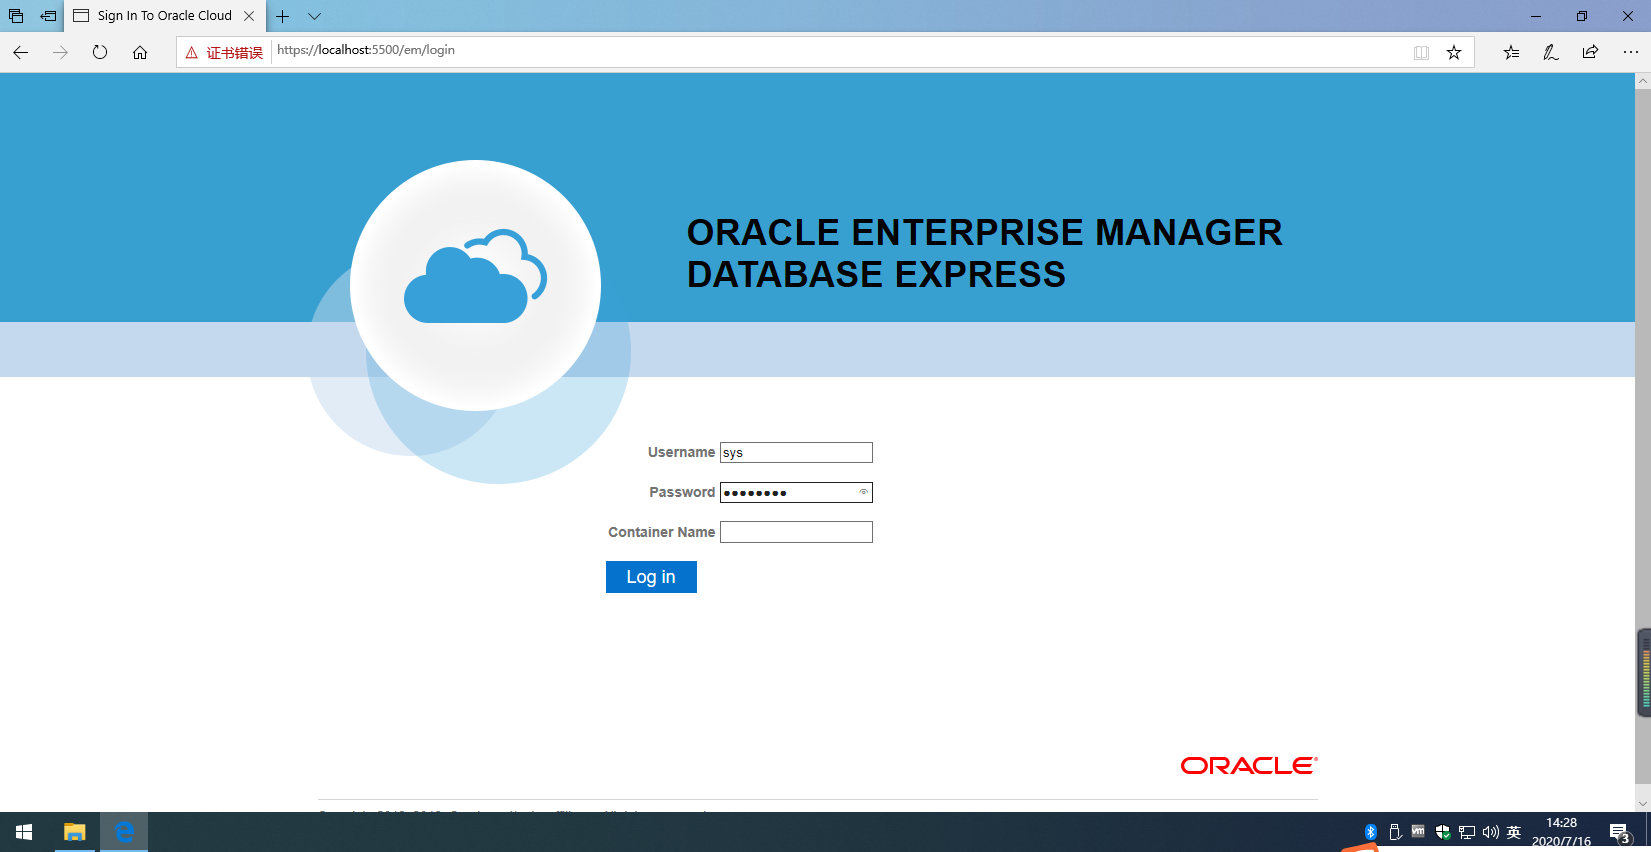 Sign In To Oracle Cloud
证书错误
https://localhost:5500/em/login
ORACLE ENTERPRISE MANAGER
DATABASE EXPRESS
Username sys
Password
Container Name
Log in
ORACLE
vm
英
14:28
2020/7/16
3